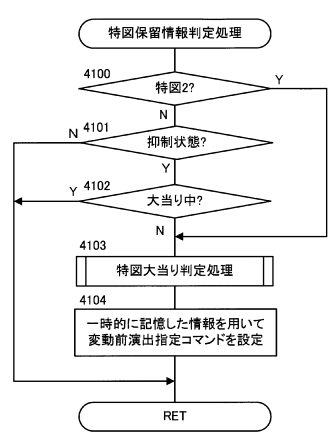 特図保留情報判定処理
4100
特図2?
Y
N
4101
N
抑制状態?
Y
4102
Y
大当り中?
N
4103
特図大当り判定処理
4104
一時的に記憶した情報を用いて
変動前演出指定コマンドを設定
RET